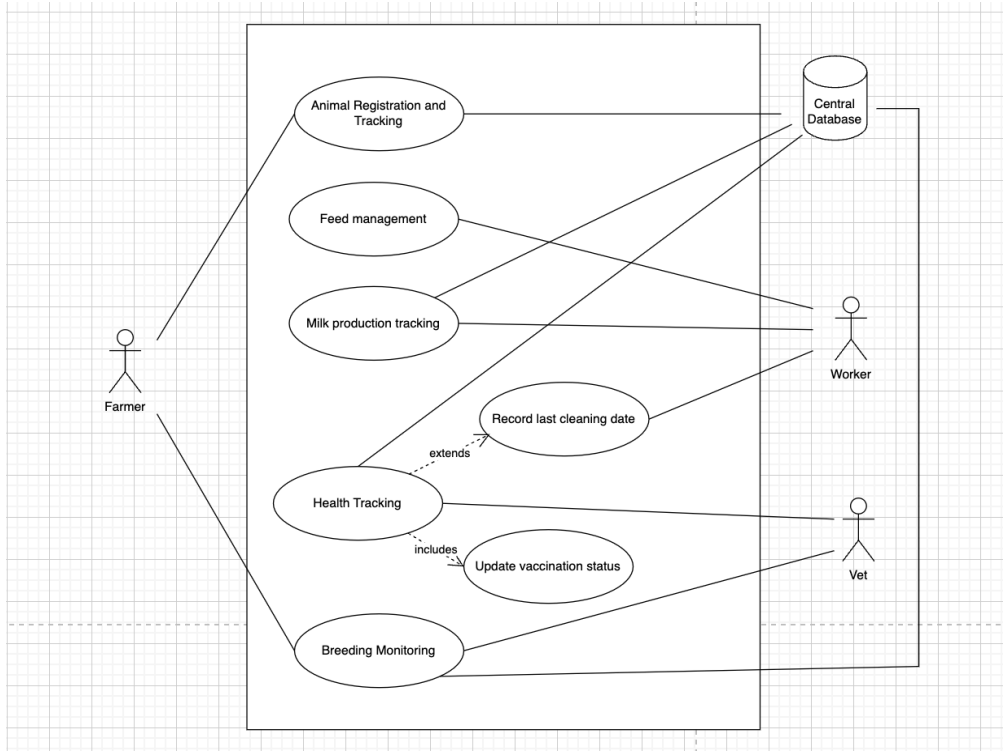 Animal Registration and
Tracking
Central
Database
Feed management
Milk production tracking
Worker
Farmer
Record last cleaning date
extends
Health Tracking
includes
Update vaccination status
Vet
Breeding Monitoring